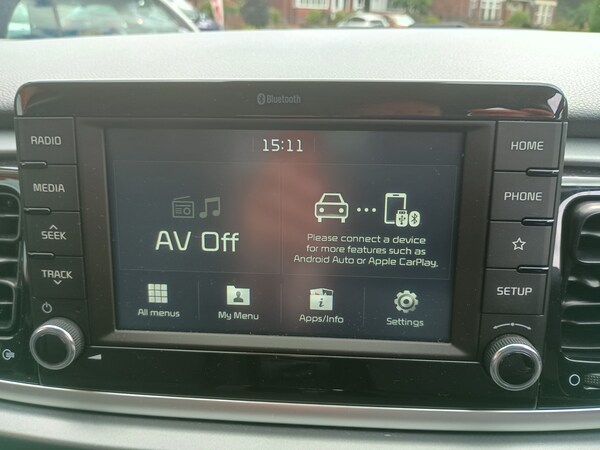 Bluetooth
RADIO
MEDIA
SEEK
TRACK
15:11
AV Off
Please connect a device
for more features such as
Android Auto or Apple CarPlay.
All menus
My Menu
Apps/Info
Settings
HOME
PHONE
SETUP